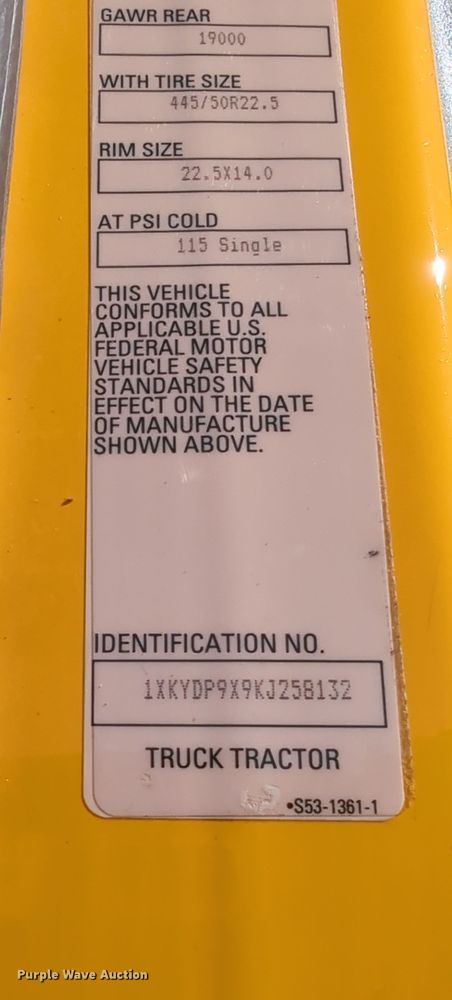 GAWR REAR
19000
WITH TIRE SIZE
445/50R22.5
RIM SIZE
22.5X14.0
AT PSI COLD
115 Single
THIS VEHICLE
CONFORMS TO ALL
APPLICABLE U.S.
FEDERAL MOTOR
VEHICLE SAFETY
STANDARDS IN
EFFECT ON THE DATE
OF MANUFACTURE
SHOWN ABOVE.
IDENTIFICATION NO.
1XKYDP9X9KJ258132
TRUCK TRACTOR
•S53-1361-1
Purple Wave Auction